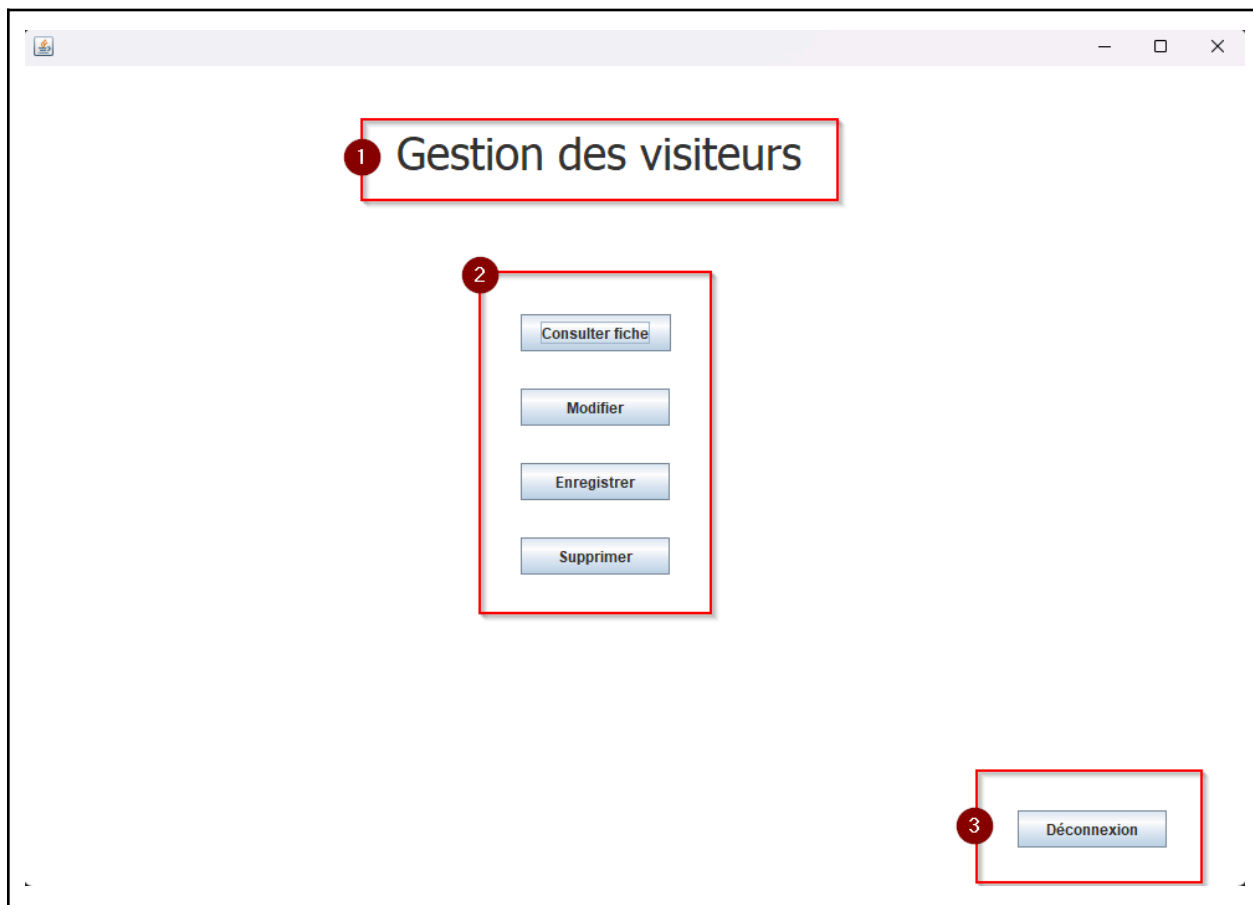 1 Gestion des visiteurs
2
Consulter fiche
Modifier
Enregistrer
Supprimer
3 Déconnexion